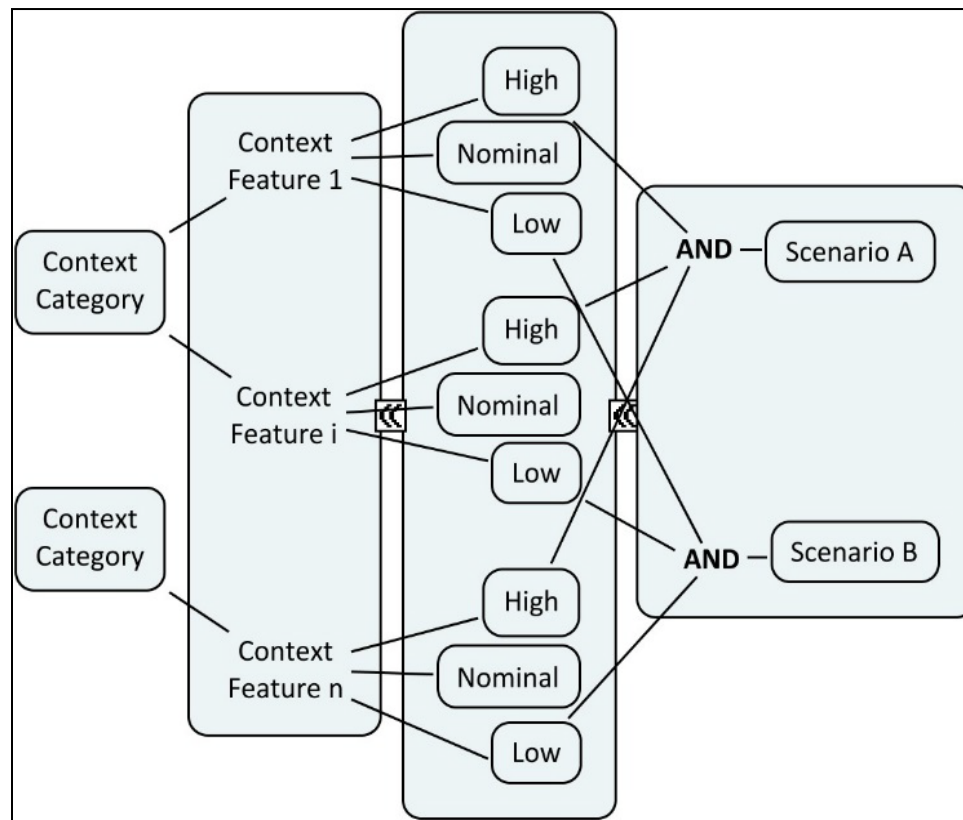 Context
Category
Context
Category
Context
Feature 1
Context
Feature i
Context
Feature n
High
Nominal
Low
High
Nominal
Low
High
Nominal
Low
AND
Scenario A
AND
Scenario B